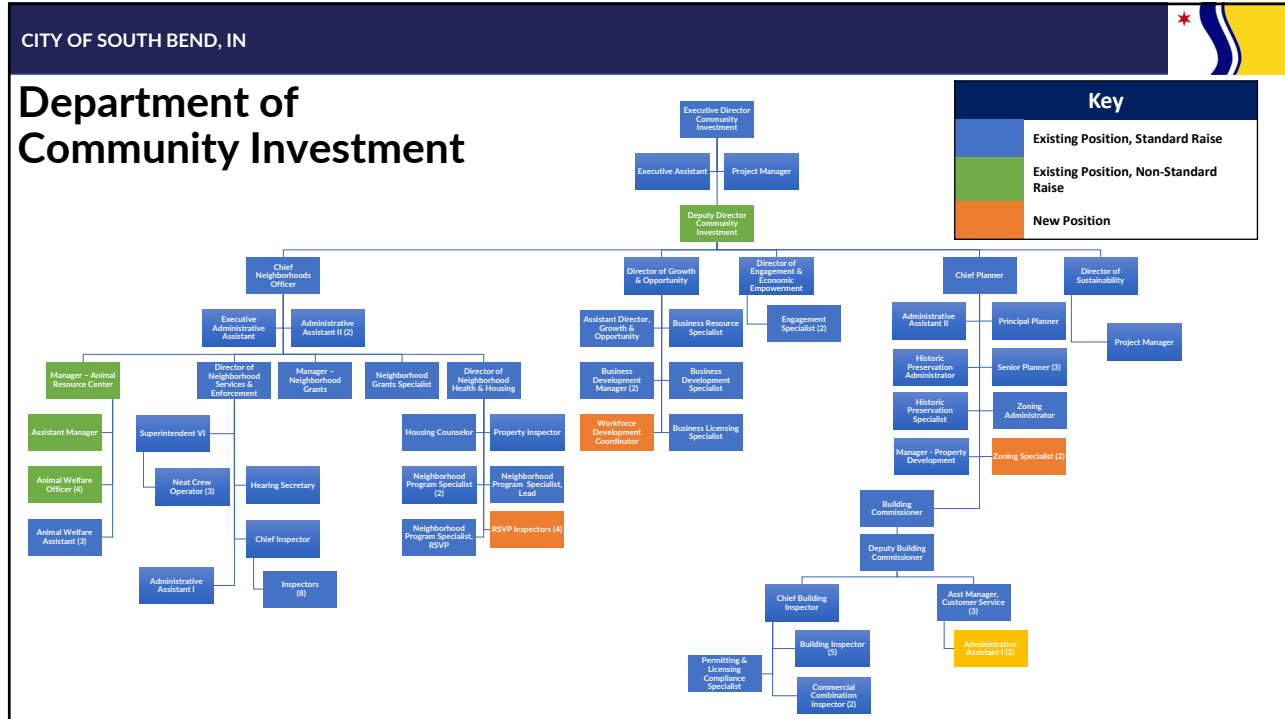 CITY OF SOUTH BEND, IN
Department of
Community Investment
Key
Existing Position, Standard Raise
Existing Position, Non-Standard
Raise
New Position
Executive Director
Community
Investment
Executive Assistant
Project Manager
Deputy Director
Community
Investment
Chief
Neighborhoods
Officer
Director of Growth
& Opportunity
Director of
Engagement &
Economic
Empowerment
Chief Planner
Director of
Sustainability
Executive
Administrative
Assistant
Administrative
Assistant II (2)
Manager – Animal
Resource Center
Director of
Neighborhood
Services &
Enforcement
Manager –
Neighborhood
Grants
Neighborhood
Grants Specialist
Director of
Neighborhood
Health & Housing
Assistant Manager
Animal Welfare
Officer (4)
Animal Welfare
Assistant (3)
Superintendent VI
Neat Crew
Operator (3)
Hearing Secretary
Chief Inspector
Administrative
Assistant I
Inspectors
(8)
Housing Counselor
Property Inspector
Neighborhood
Program Specialist
(2)
Neighborhood
Program Specialist,
Lead
Neighborhood
Program Specialist,
RSVP
RSVP Inspectors (4)
Assistant Director,
Growth &
Opportunity
Business Resource
Specialist
Business
Development
Manager (2)
Business
Development
Specialist
Workforce
Development
Coordinator
Business Licensing
Specialist
Engagement
Specialist (2)
Administrative
Assistant II
Principal Planner
Historic
Preservation
Administrator
Senior Planner (3)
Historic
Preservation
Specialist
Zoning
Administrator
Manager - Property
Development
Zoning Specialist (2)
Project Manager
Building
Commissioner
Deputy Building
Commissioner
Chief Building
Inspector
Asst Manager,
Customer Service
(3)
Building Inspector
(5)
Administrative
Assistant I (2)
Permitting &
Licensing
Compliance
Specialist
Commercial
Combination
Inspector (2)